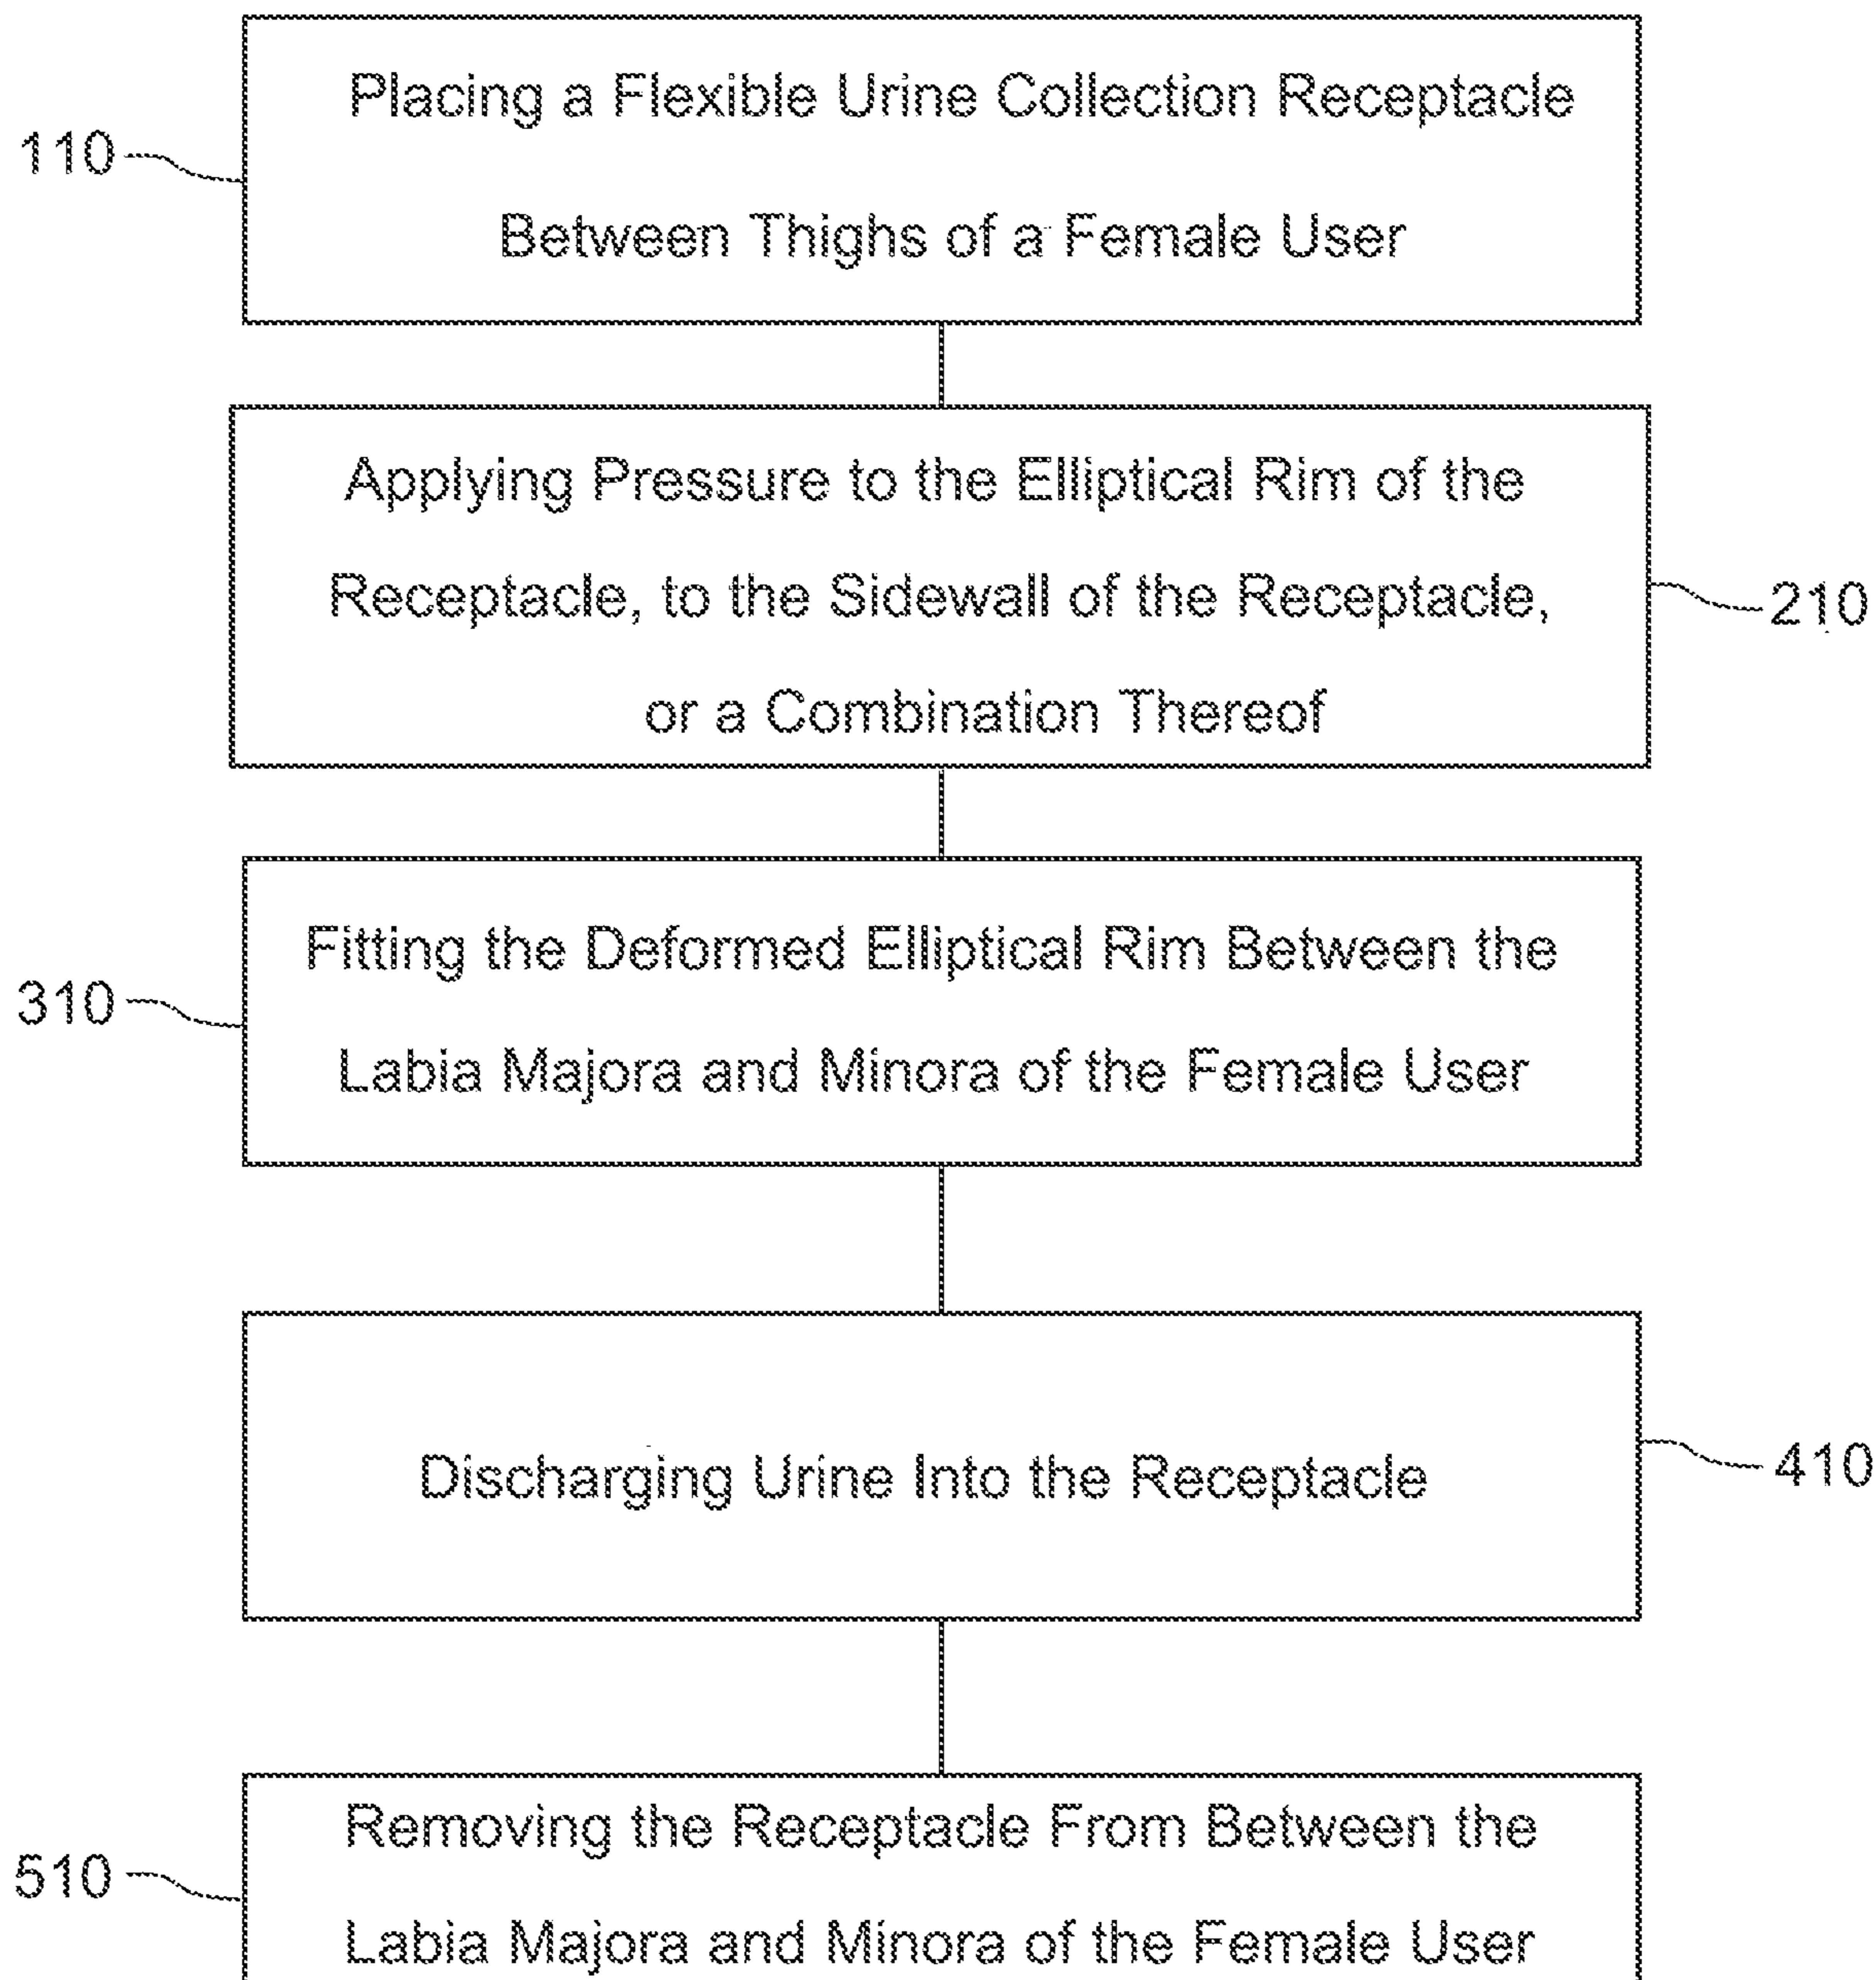 Placing a Flexible Urine Collection Receptacle
110
Between Thighs of a Female User
Applying Pressure to the Elliptical Rim of the
Receptacle, to the Sidewall of the Receptacle,
210
or a Combination Thereof
Fitting the Deformed Elliptical Rim Between the
310
Labia Majora and Minora of the Female User
Discharging Urine Into the Receptacle
410
Removing the Receptacle From Between the
510
Labia Majora and Minora of the Female User